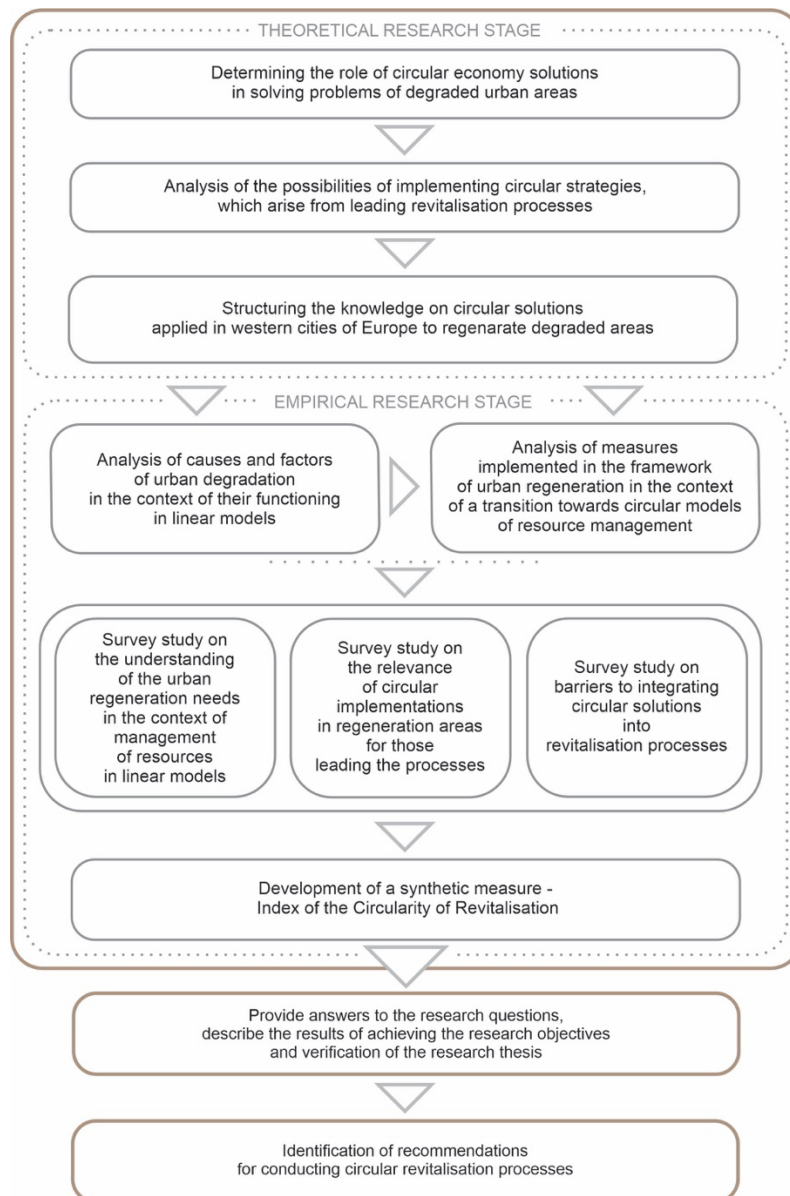 THEORETICAL RESEARCH STAGE
Determining the role of circular economy solutions
in solving problems of degraded urban areas
Analysis of the possibilities of implementing circular strategies,
which arise from leading revitalisation processes
Structuring the knowledge on circular solutions
applied in western cities of Europe to regenarate degraded areas
EMPIRICAL RESEARCH STAGE
Analysis of causes and factors
of urban degradation
in the context of their functioning
in linear models
Analysis of measures
implemented in the framework
of urban regeneration in the context
of a transition towards circular models
of resource management
Survey study on
the understanding
of the urban
regeneration needs
in the context of
management
of resources
in linear models
Survey study on
the relevance
of circular
implementations
in regeneration areas
for those
leading the processes
Survey study on
barriers to integrating
circular solutions
into
revitalisation processes
Development of a synthetic measure -
Index of the Circularity of Revitalisation
Provide answers to the research questions,
describe the results of achieving the research objectives
and verification of the research thesis
Identification of recommendations
for conducting circular revitalisation processes